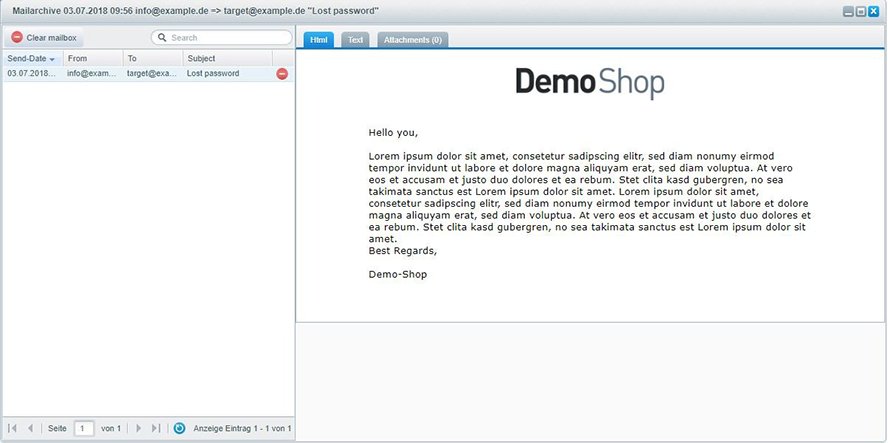 Mailarchive 03.07.2018 09:56 info@example.de => target@example.de "Lost password"
Clear mailbox
Search
Send-Date
From
To
Subject
03.07.2018...
info@exam...
target@exa...
Lost password
Seite 1 von 1
Anzeige Eintrag 1 - 1 von 1
Html
Text
Attachments (0)
DemoShop
Hello you,
Lorem ipsum dolor sit amet, consetetur sadipscing elitr, sed diam nonumy eirmod
tempor invidunt ut labore et dolore magna aliquyam erat, sed diam voluptua. At vero
eos et accusam et justo duo dolores et ea rebum. Stet clita kasd gubergren, no sea
takimata sanctus est Lorem ipsum dolor sit amet. Lorem ipsum dolor sit amet,
consetetur sadipscing elitr, sed diam nonumy eirmod tempor invidunt ut labore et dolore
magna aliquyam erat, sed diam voluptua. At vero eos et accusam et justo duo dolores et
ea rebum. Stet clita kasd gubergren, no sea takimata sanctus est Lorem ipsum dolor sit
amet.
Best Regards,
Demo-Shop